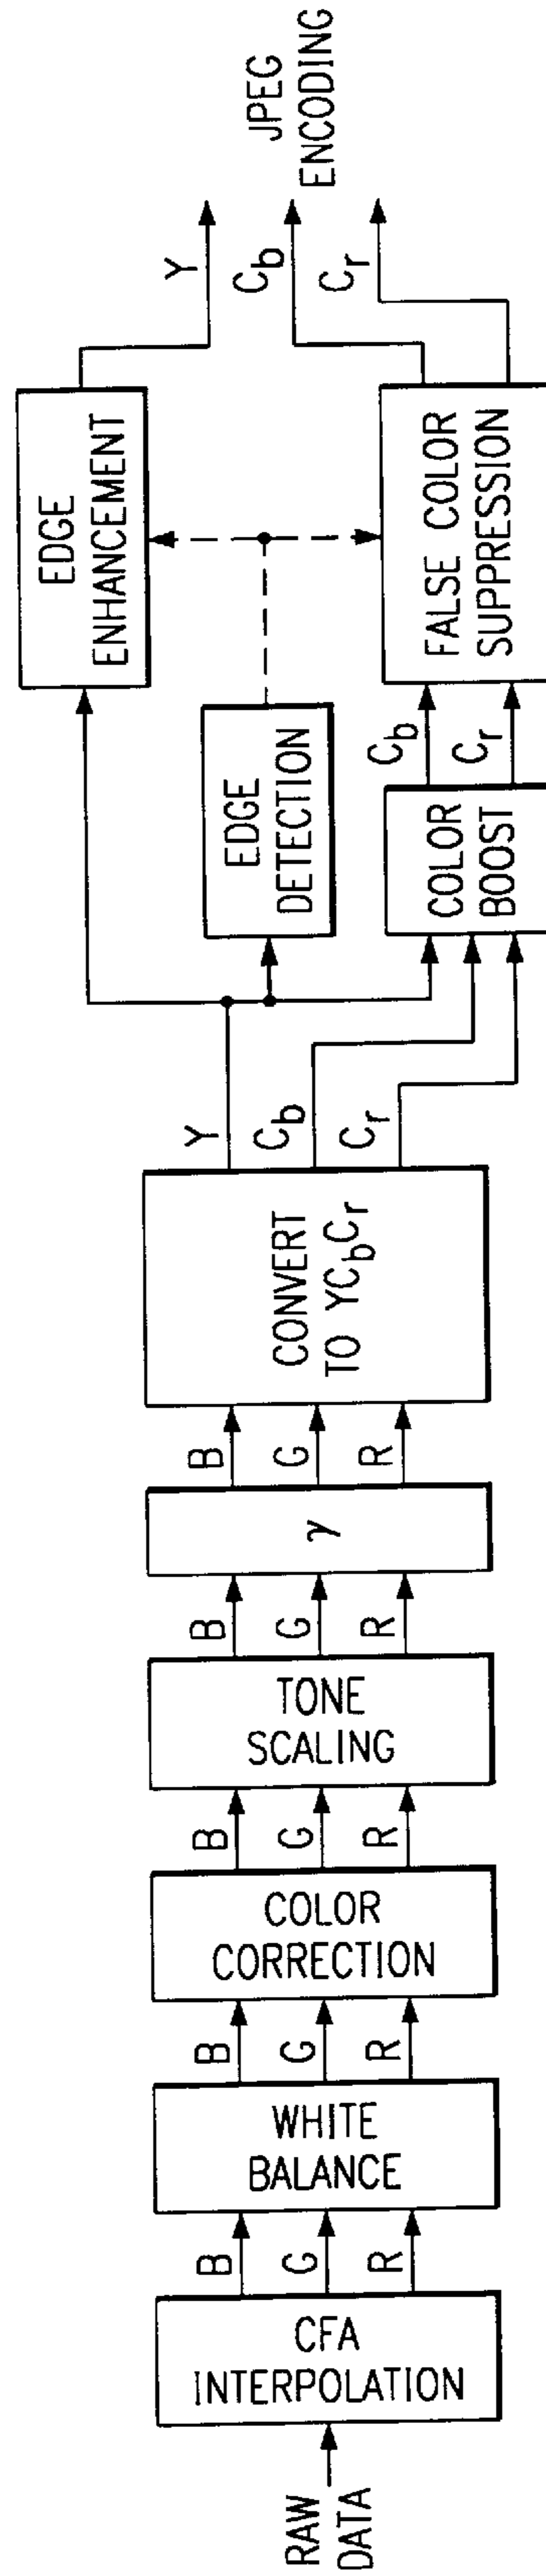 RAW
DATA
CFA
INTERPOLATION
B
G
R
WHITE
BALANCE
B
G
R
COLOR
CORRECTION
B
G
R
TONE
SCALING
B
G
R
γ
B
G
R
CONVERT
TO YCbCr
Y
Cb
Cr
EDGE
DETECTION
COLOR
BOOST
Cb
Cr
EDGE
ENHANCEMENT
FALSE COLOR
SUPPRESSION
Y
Cb
Cr
JPEG
ENCODING